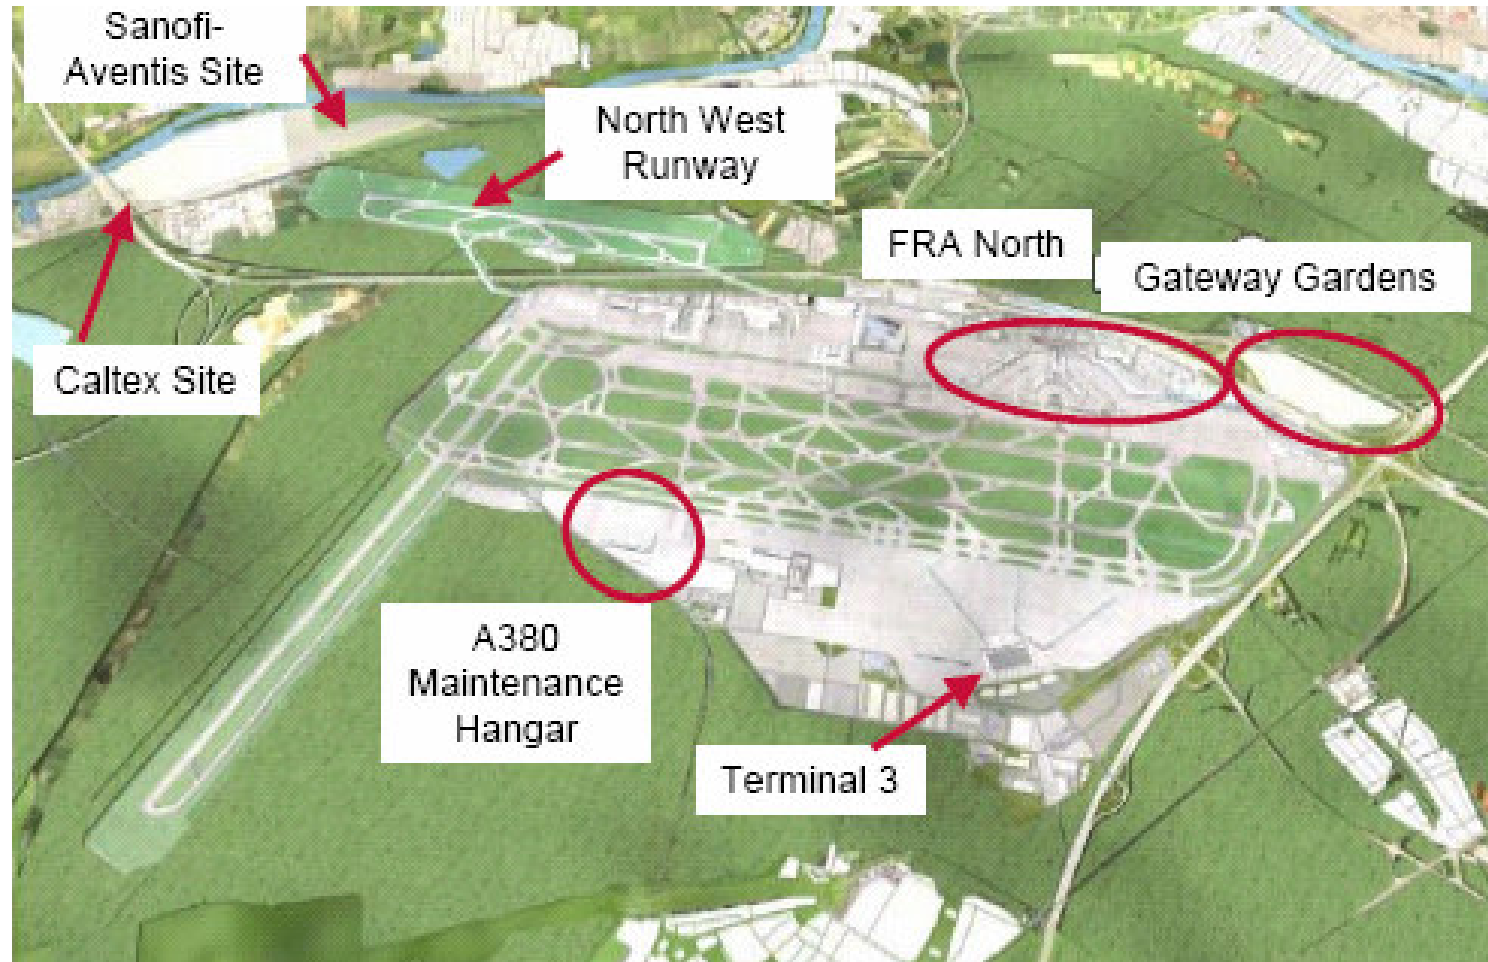 Sanofi-
Aventis Site
North West
Runway
FRA North
Gateway Gardens
Caltex Site
A380
Maintenance
Hangar
Terminal 3